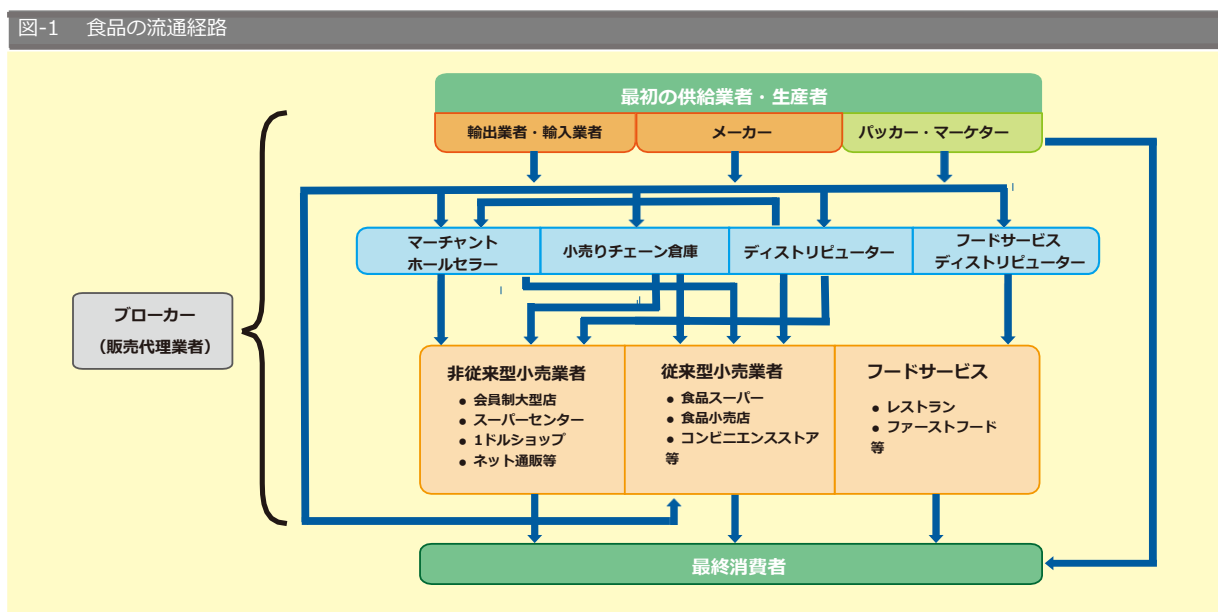 図-1 食品の流通経路
最初の供給業者・生産者
輸出業者・輸入業者
メーカー
パッカー・マーケター
マーチャント
ホールセラー
小売りチェーン倉庫
ディストリビューター
フードサービス
ディストリビューター
ブローカー
（販売代理業者）
非従来型小売業者
● 会員制大型店
● スーパーセンター
● 1ドルショップ
● ネット通販等
従来型小売業者
● 食品スーパー
● 食品小売店
● コンビニエンスストア
等
フードサービス
● レストラン
● ファーストフード
等
最終消費者